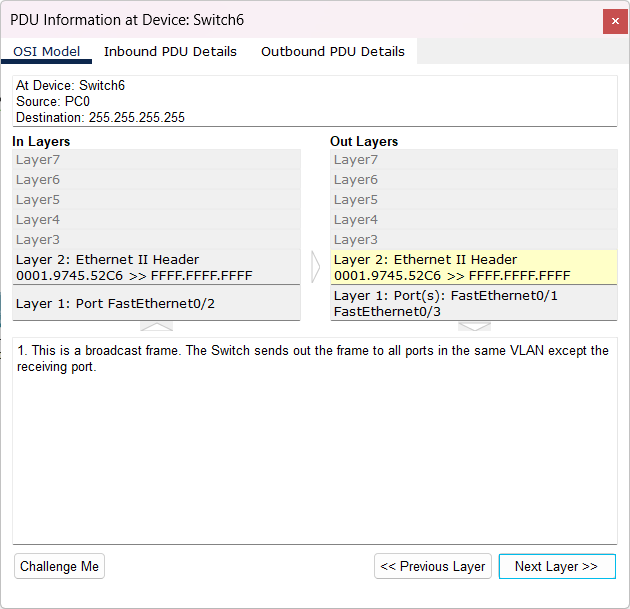 PDU Information at Device: Switch6
OSI Model Inbound PDU Details Outbound PDU Details
At Device: Switch6
Source: PC0
Destination: 255.255.255.255
In Layers
Layer7
Layer6
Layer5
Layer4
Layer3
Layer 2: Ethernet II Header
0001.9745.52C6 >> FFFF.FFFF.FFFF
Layer 1: Port FastEthernet0/2
Out Layers
Layer7
Layer6
Layer5
Layer4
Layer3
Layer 2: Ethernet II Header
0001.9745.52C6 >> FFFF.FFFF.FFFF
Layer 1: Port(s): FastEthernet0/1
FastEthernet0/3
1. This is a broadcast frame. The Switch sends out the frame to all ports in the same VLAN except the
receiving port.
Challenge Me << Previous Layer Next Layer >>